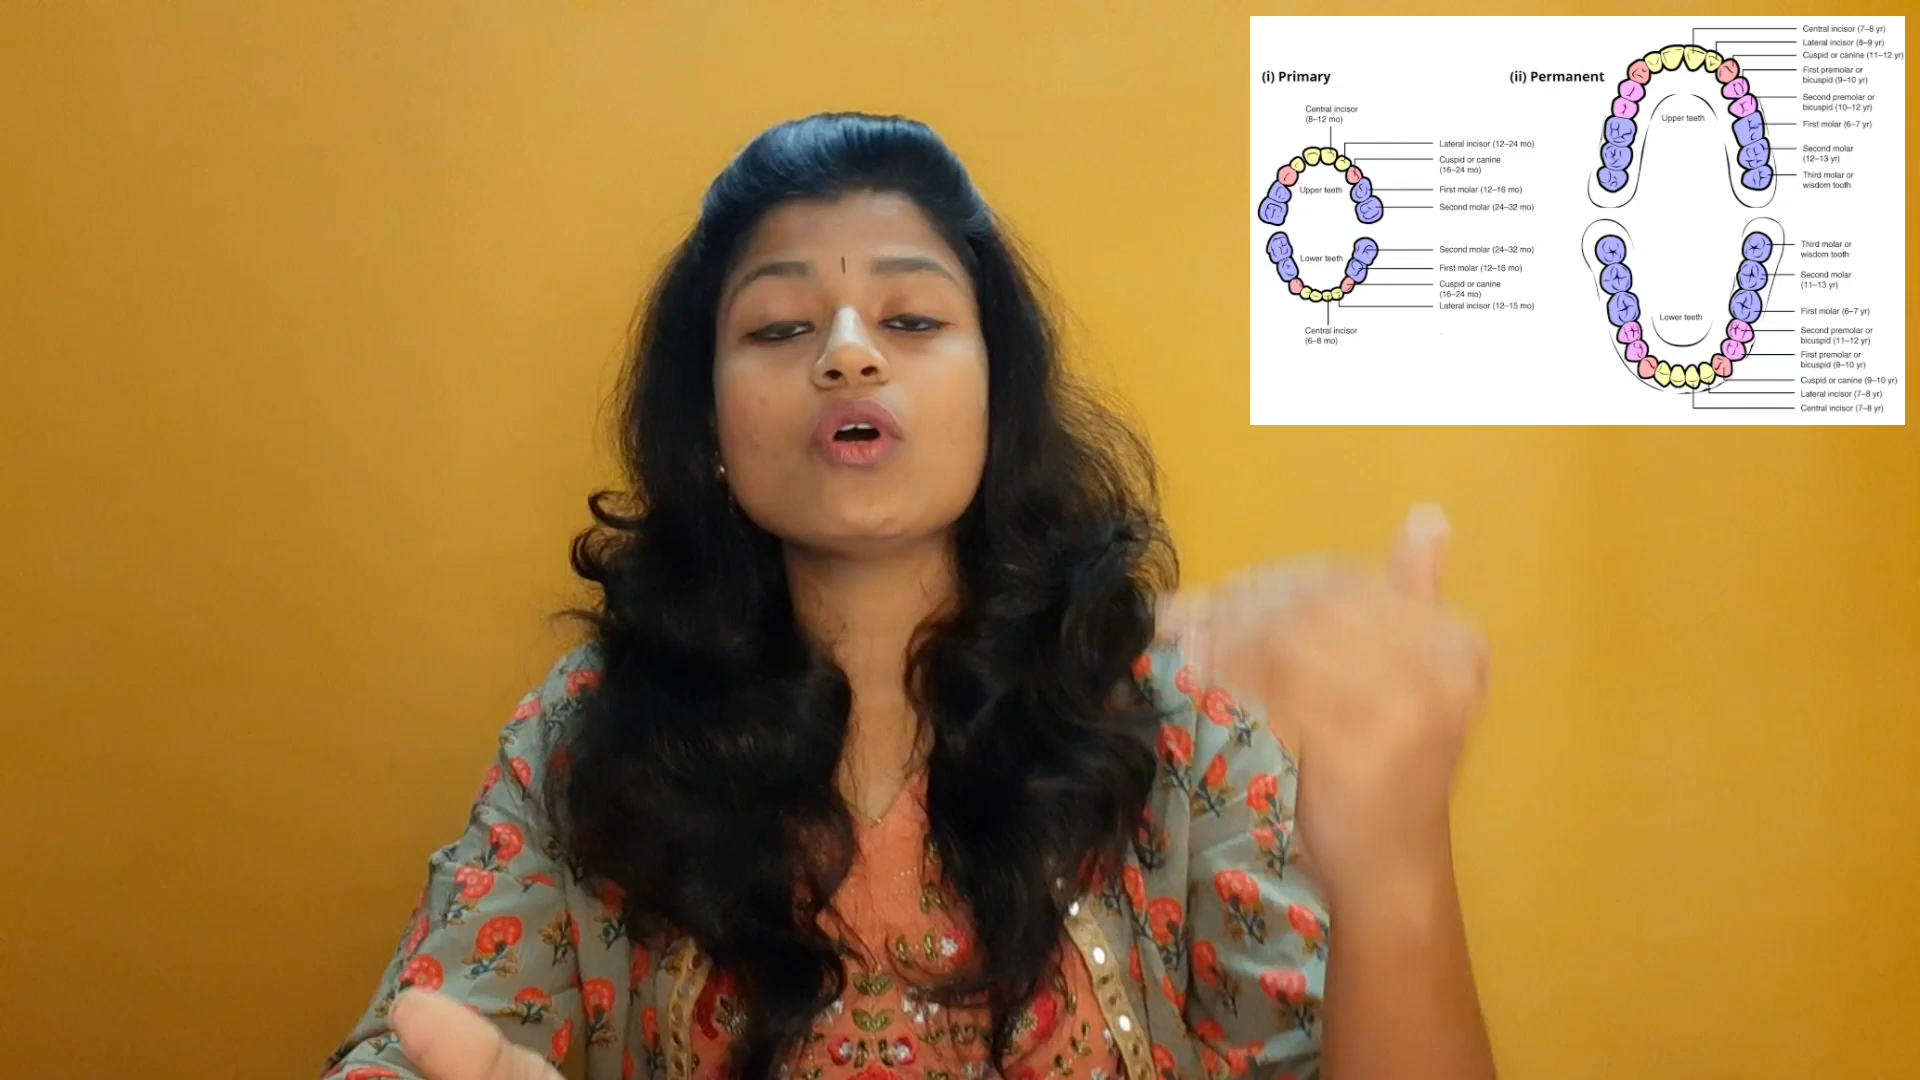 (i) Primary
Central incisor
(8–12 mo)
Lateral incisor (12–24 mo)
Cuspid or canine
(16–24 mo)
Upper teeth
First molar (12–16 mo)
Second molar (24–32 mo)
Second molar (24–32 mo)
Lower teeth
First molar (12–16 mo)
Cuspid or canine
(16–24 mo)
Lateral incisor (12–15 mo)
Central incisor
(6–8 mo)
(ii) Permanent
Central incisor (7–8 yr)
Lateral incisor (8–9 yr)
Cuspid or canine (11–12 yr)
First premolar or
bicuspid (9–10 yr)
Second premolar or
bicuspid (10–12 yr)
Upper teeth
First molar (6–7 yr)
Second molar
(12–13 yr)
Third molar or
wisdom tooth
Third molar or
wisdom tooth
Second molar
(11–13 yr)
First molar (6–7 yr)
Lower teeth
Second premolar or
bicuspid (11–12 yr)
First premolar or
bicuspid (9–10 yr)
Cuspid or canine (9–10 yr)
Lateral incisor (7–8 yr)
Central incisor (7–8 yr)